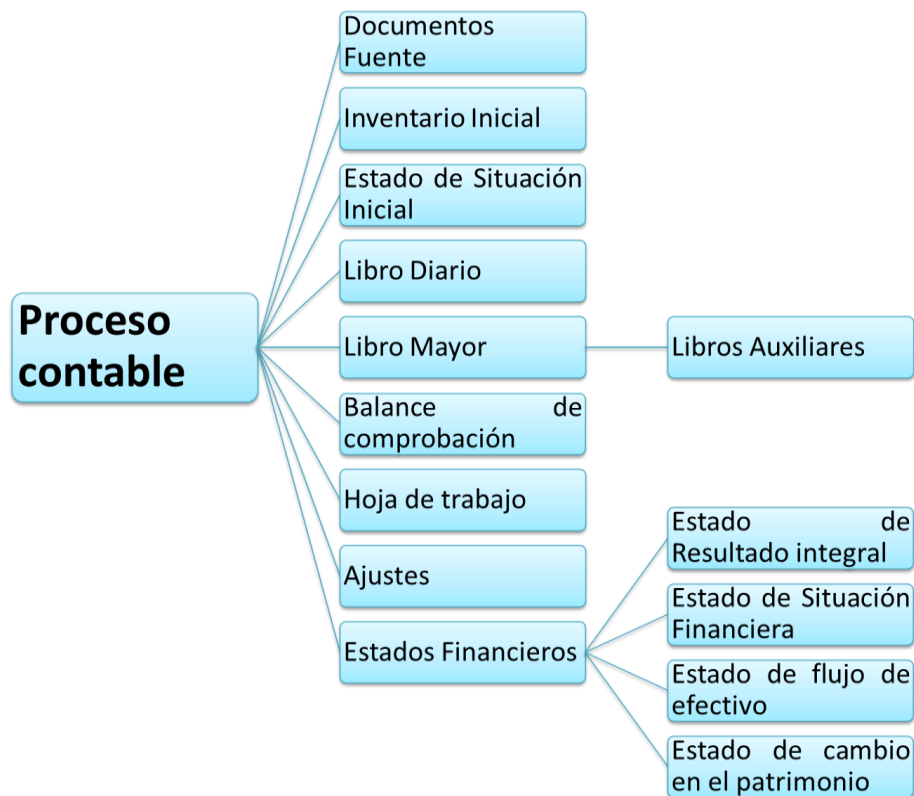 Documentos
Fuente
Inventario Inicial
Estado de Situación
Inicial
Libro Diario
Proceso
contable
Libro Mayor
Libros Auxiliares
Balance de
comprobación
Hoja de trabajo
Ajustes
Estados Financieros
Estado de
Resultado integral
Estado de Situación
Financiera
Estado de flujo de
efectivo
Estado de cambio
en el patrimonio